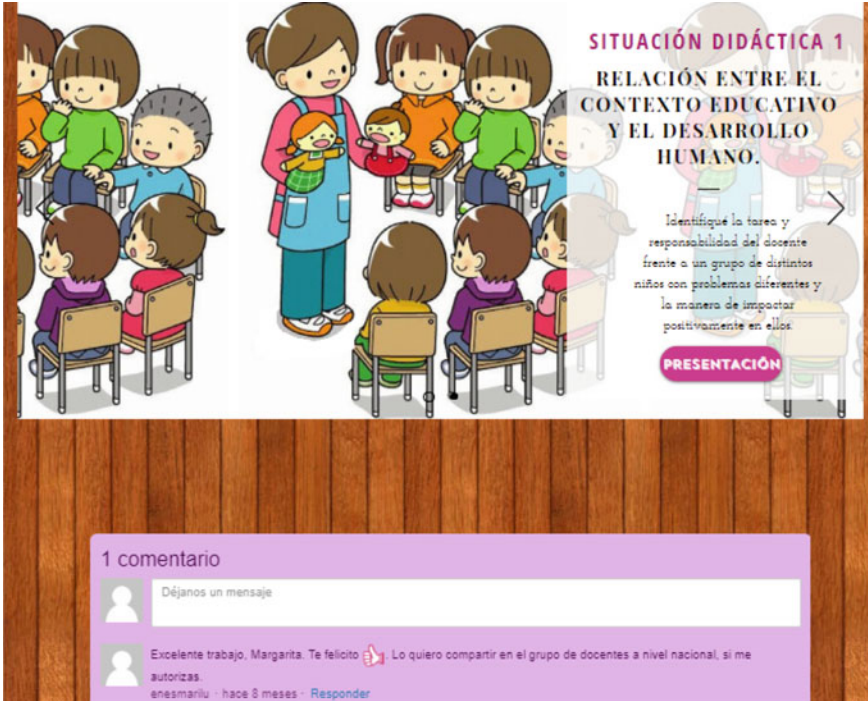 SITUACIÓN DIDÁCTICA 1
RELACIÓN ENTRE EL
CONTEXTO EDUCATIVO
Y EL DESARROLLO
HUMANO.
Identifiqué la tarea y
responsabilidad del docente
frente a un grupo de distintos
niños con problemas diferentes y
la manera de impactar
positivamente en ellos.
PRESENTACIÓN
1 comentario
Déjanos un mensaje
Excelente trabajo, Margarita. Te felicito . Lo quiero compartir en el grupo de docentes a nivel nacional, si me
autorizas.
enesmarilu · hace 8 meses · Responder